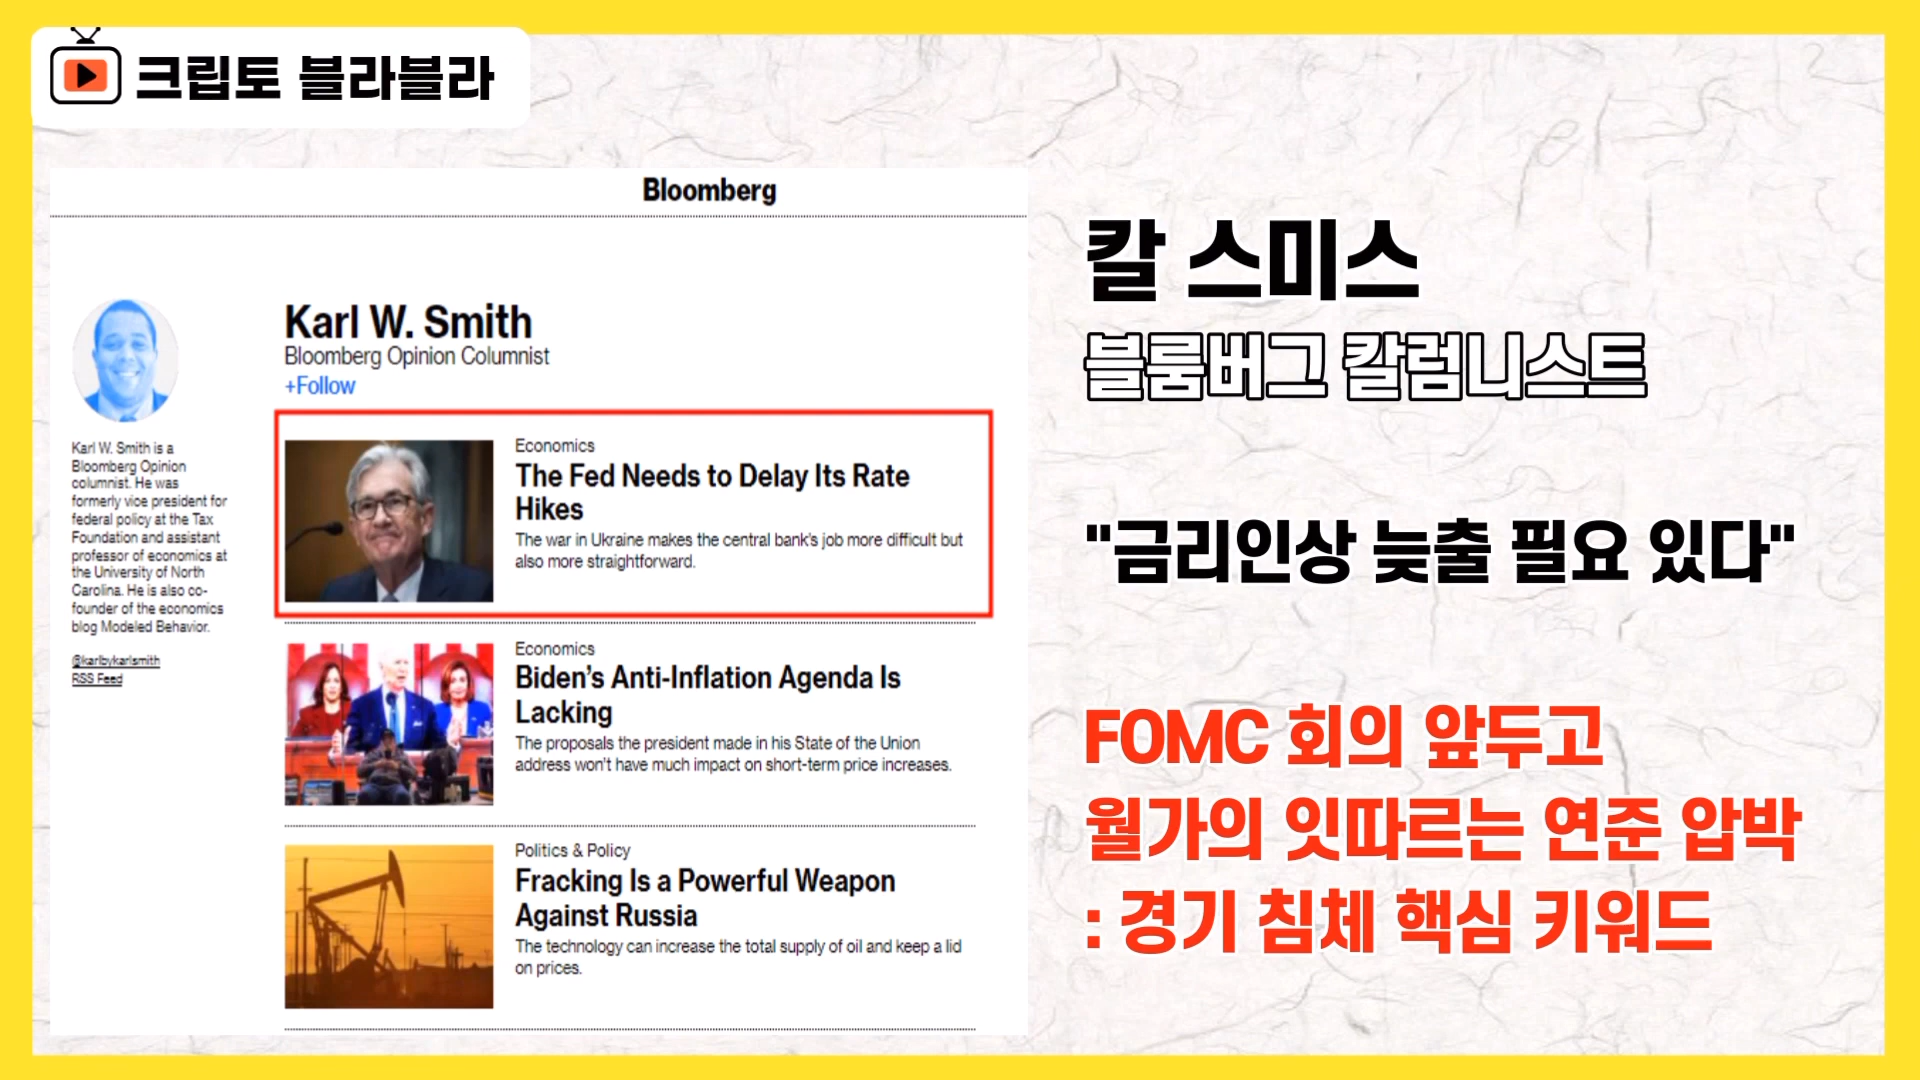 크립토 블라블라
Bloomberg
Karl W. Smith
Bloomberg Opinion Columnist
+Follow
Karl W. Smith is a
Bloomberg Opinion
columnist. He was
formerly vice president for
federal policy at the Tax
Foundation and assistant
professor of economics at
the University of North
Carolina. He is also co-
founder of the economics
blog Modeled Behavior.
@karlbykarlsmith
RSS Feed
Economics
The Fed Needs to Delay Its Rate
Hikes
The war in Ukraine makes the central bank's job more difficult but
also more straightforward.
Economics
Biden's Anti-Inflation Agenda Is
Lacking
The proposals the president made in his State of the Union
address won't have much impact on short-term price increases.
Politics & Policy
Fracking Is a Powerful Weapon
Against Russia
The technology can increase the total supply of oil and keep a lid
on prices.
칼 스미스
블룸버그 칼럼니스트
"금리인상 늦출 필요 있다"
FOMC 회의 앞두고
월가의 잇따르는 연준 압박
: 경기 침체 핵심 키워드